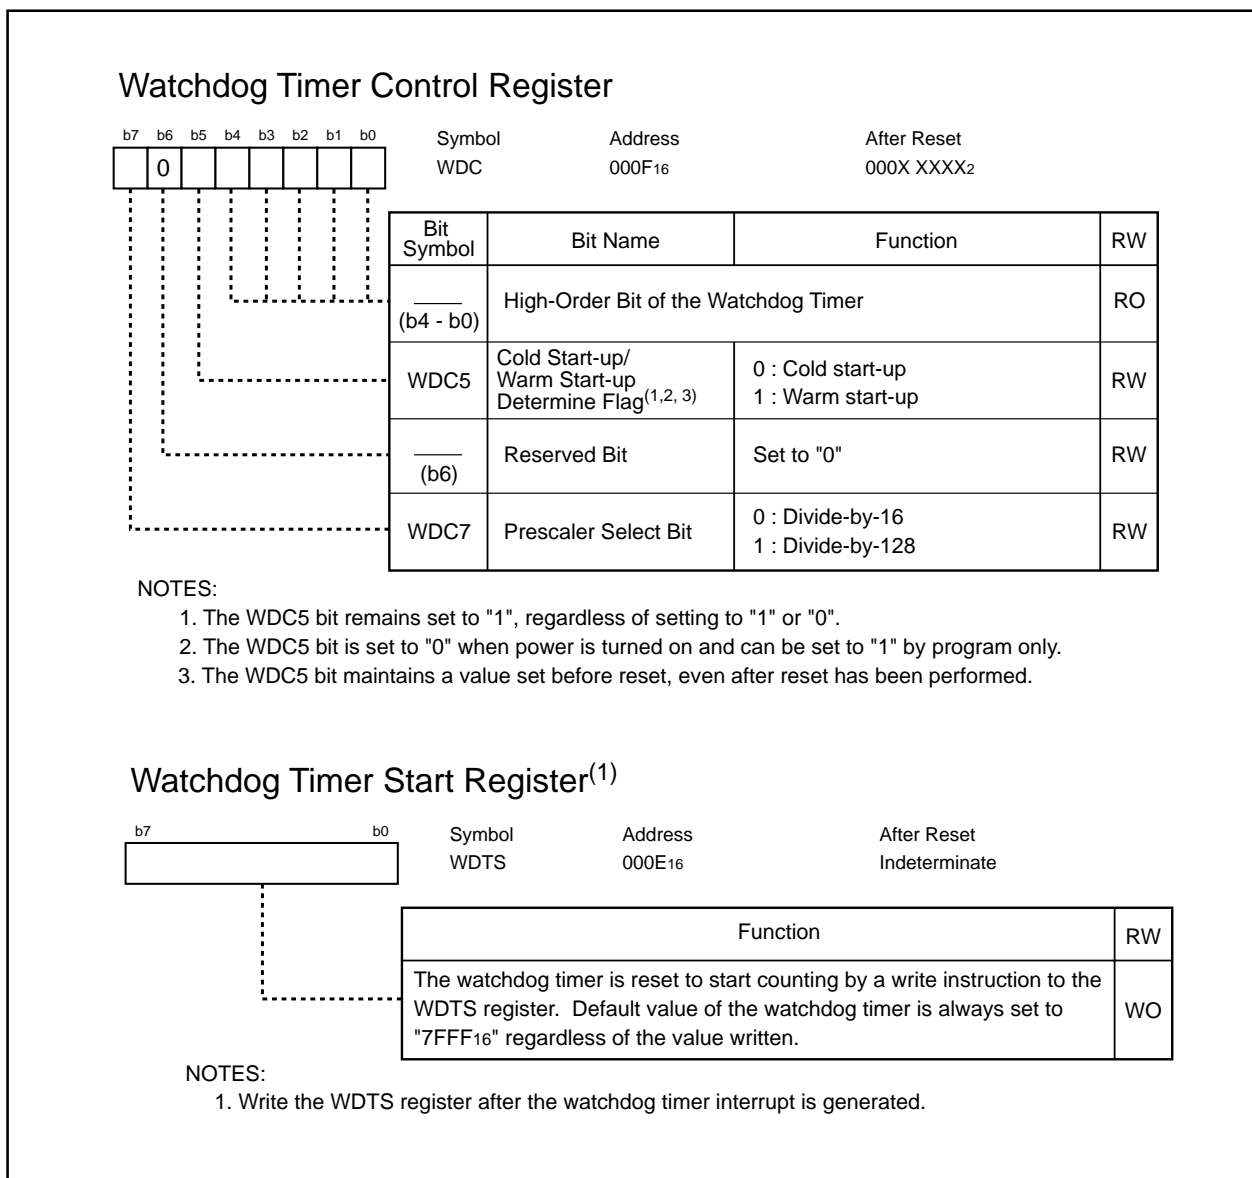 Watchdog Timer Control Register
b7 b6 b5 b4 b3 b2 b1 b0
Symbol Address After Reset
0
WDC 000F16 000X XXXX2
Bit Symbol Bit Name Function RW
(b4 - b0) High-Order Bit of the Watchdog Timer RO
WDC5
Cold Start-up/
Warm Start-up
Determine Flag(1,2, 3)
0 : Cold start-up
1 : Warm start-up
RW
(b6) Reserved Bit Set to "0" RW
WDC7 Prescaler Select Bit
0 : Divide-by-16
1 : Divide-by-128
RW
NOTES:
1. The WDC5 bit remains set to "1", regardless of setting to "1" or "0".
2. The WDC5 bit is set to "0" when power is turned on and can be set to "1" by program only.
3. The WDC5 bit maintains a value set before reset, even after reset has been performed.
Watchdog Timer Start Register(1)
b7 b0
Symbol Address After Reset
WDTS 000E16 Indeterminate
Function RW
The watchdog timer is reset to start counting by a write instruction to the
WDTS register. Default value of the watchdog timer is always set to
"7FFF16" regardless of the value written.
WO
NOTES:
1. Write the WDTS register after the watchdog timer interrupt is generated.